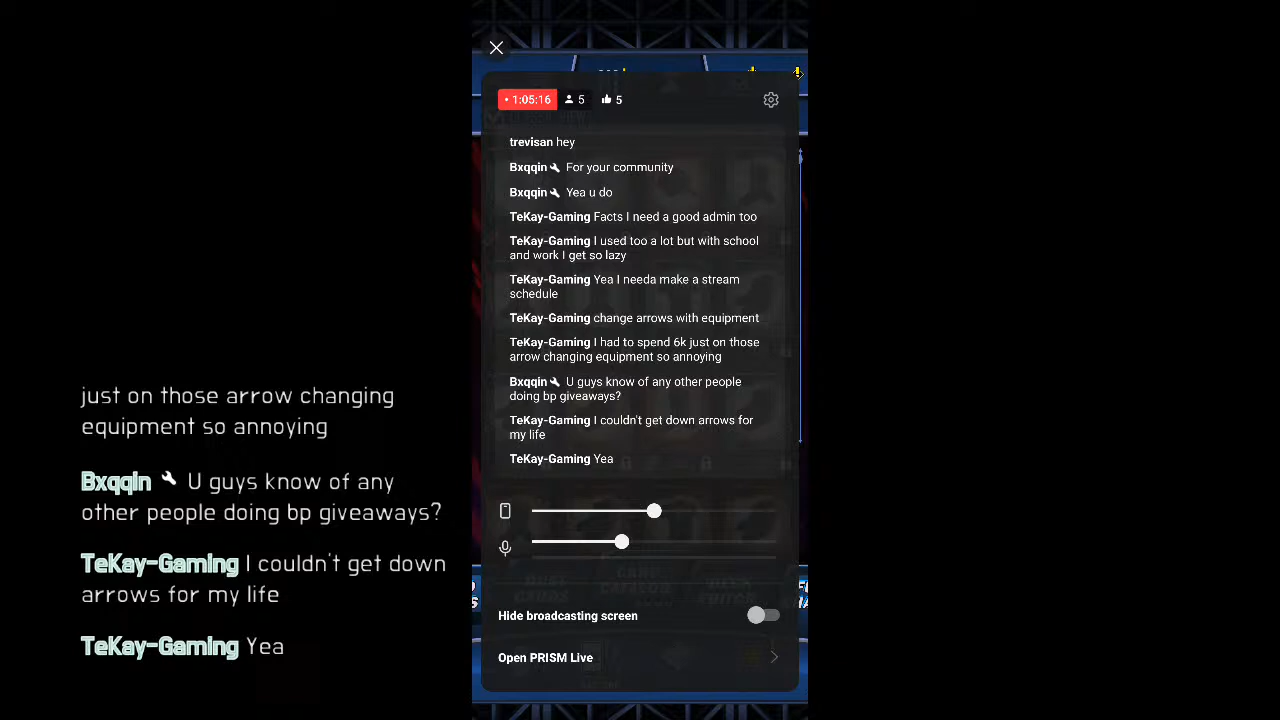 just on those arrow changing
equipment so annoying
Bxqqin U guys know of any
other people doing bp giveaways?
TeKay-Gaming I couldn't get down
arrows for my life
TeKay-Gaming Yea
1:05:16 5 5
trevisan hey
Bxqqin For your community
Bxqqin Yea u do
TeKay-Gaming Facts I need a good admin too
TeKay-Gaming I used too a lot but with school
and work I get so lazy
TeKay-Gaming Yea I needa make a stream
schedule
TeKay-Gaming change arrows with equipment
TeKay-Gaming I had to spend 6k just on those
arrow changing equipment so annoying
Bxqqin U guys know of any other people
doing bp giveaways?
TeKay-Gaming I couldn't get down arrows for
my life
TeKay-Gaming Yea
Hide broadcasting screen
Open PRISM Live